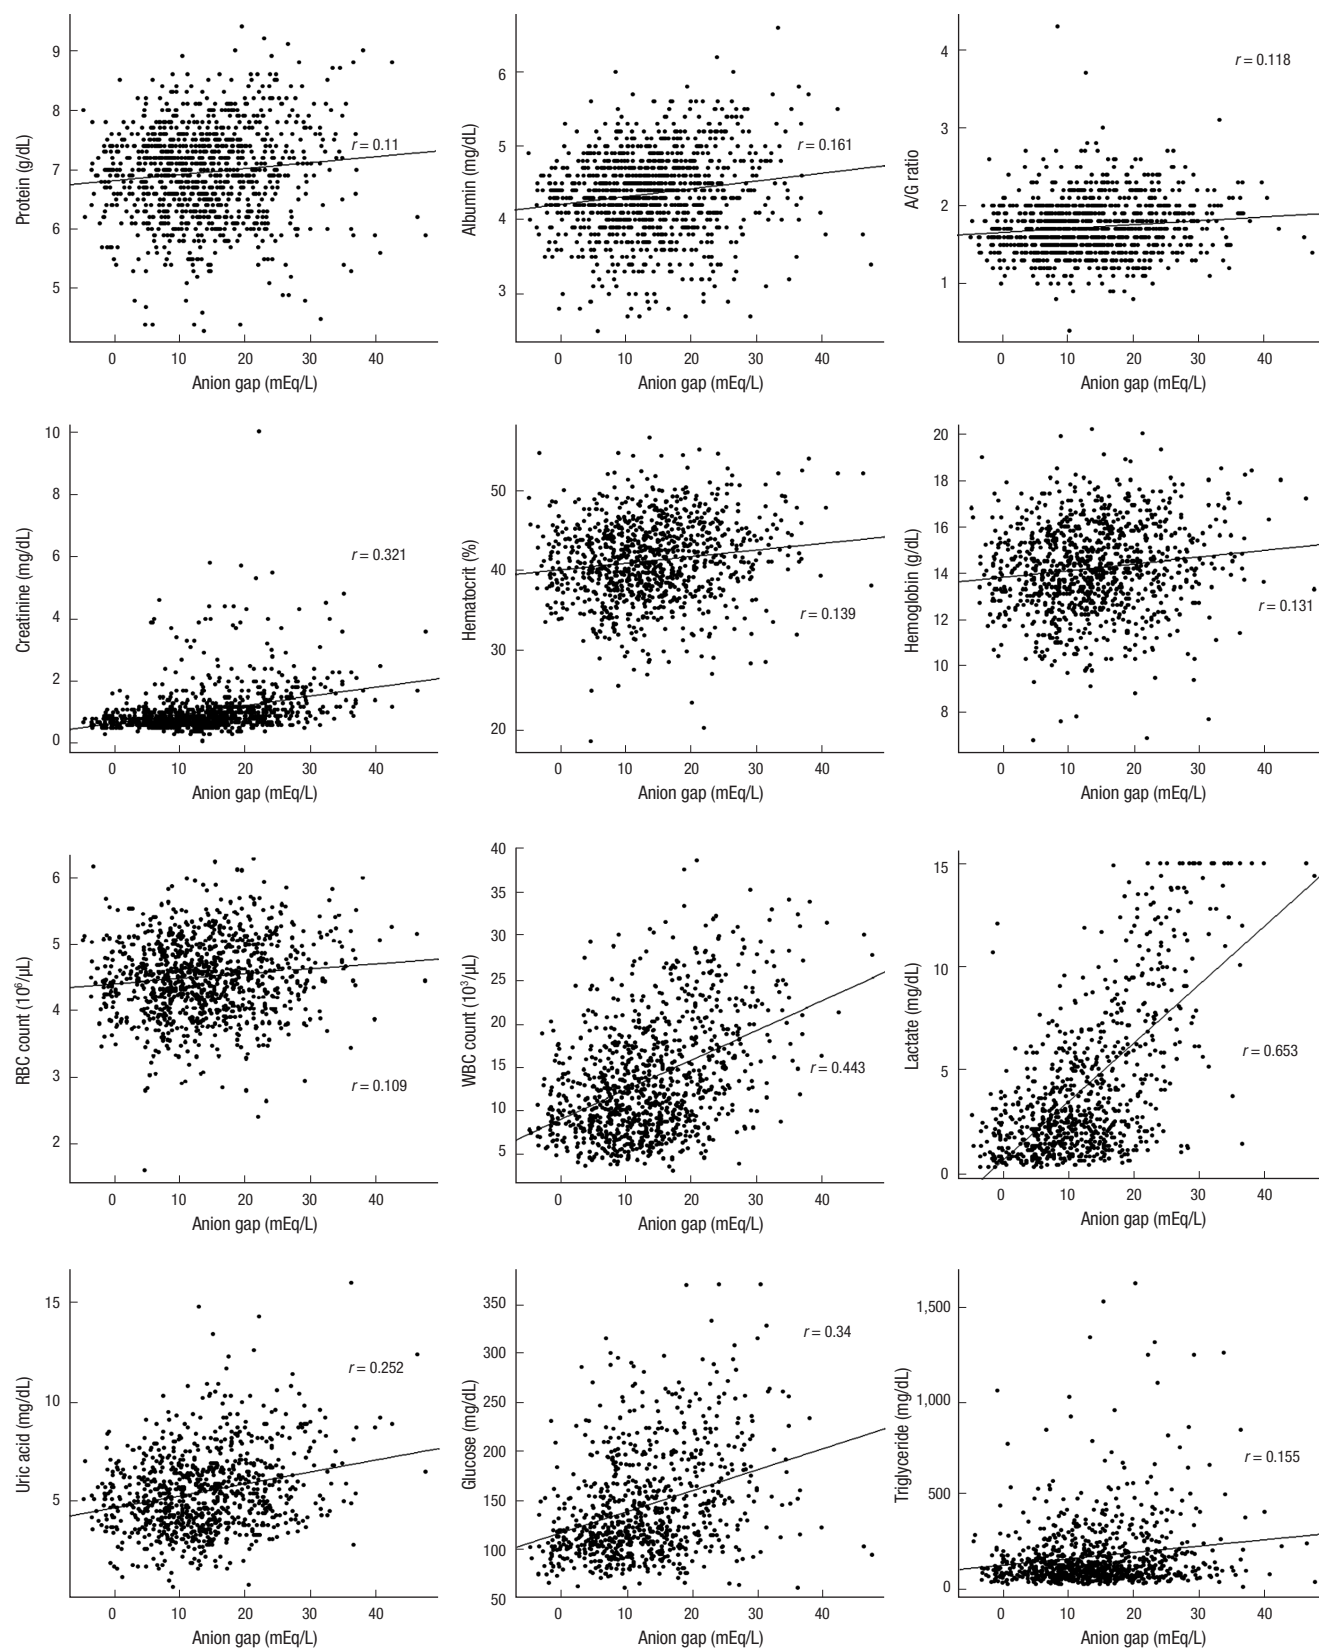 9
8
7
6
5
Protein (g/dL)
r = 0.11
0 10 20 30 40
Anion gap (mEq/L)
6
5
4
3
Albumin (mg/dL)
r = 0.161
0 10 20 30 40
Anion gap (mEq/L)
4
3
2
1
A/G ratio
r = 0.118
0 10 20 30 40
Anion gap (mEq/L)
10
8
6
4
2
0
Creatinine (mg/dL)
r = 0.321
0 10 20 30 40
Anion gap (mEq/L)
50
40
30
20
Hematocrit (%)
r = 0.139
0 10 20 30 40
Anion gap (mEq/L)
20
18
16
14
12
10
8
Hemoglobin (g/dL)
r = 0.131
0 10 20 30 40
Anion gap (mEq/L)
6
5
4
3
2
RBC count (10⁶/µL)
r = 0.109
0 10 20 30 40
Anion gap (mEq/L)
40
35
30
25
20
15
10
5
WBC count (10³/µL)
r = 0.443
0 10 20 30 40
Anion gap (mEq/L)
15
10
5
0
Lactate (mg/dL)
r = 0.653
0 10 20 30 40
Anion gap (mEq/L)
15
10
5
Uric acid (mg/dL)
r = 0.252
0 10 20 30 40
Anion gap (mEq/L)
350
300
250
200
150
100
50
Glucose (mg/dL)
r = 0.34
0 10 20 30 40
Anion gap (mEq/L)
1,500
1,000
500
0
Triglyceride (mg/dL)
r = 0.155
0 10 20 30 40
Anion gap (mEq/L)